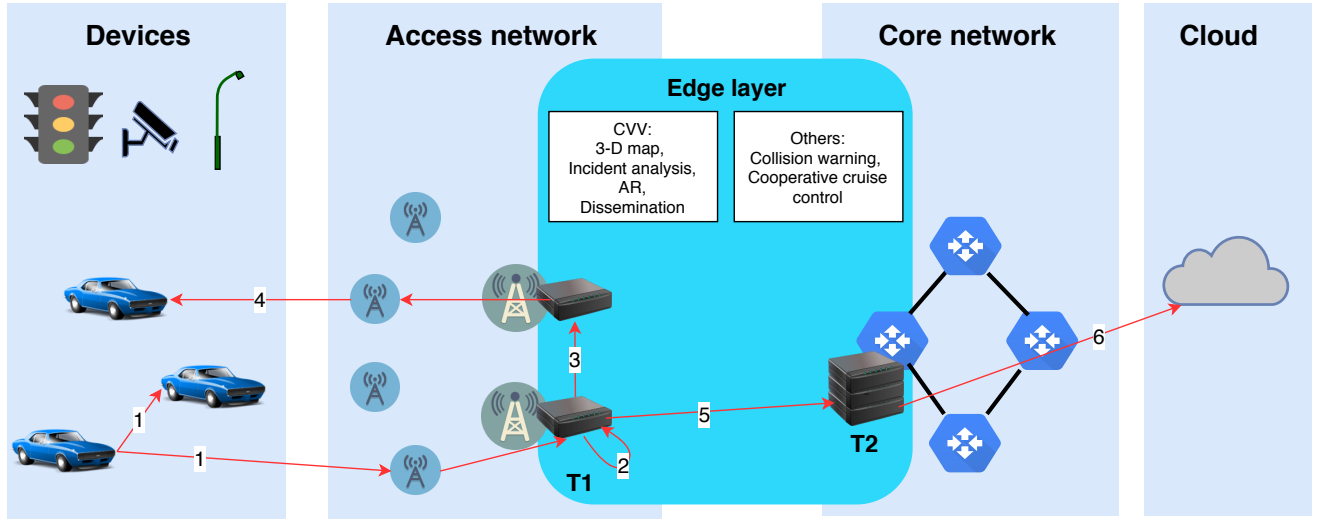 Devices
Access network
Core network
Cloud
Edge layer
CVV:
3-D map,
Incident analysis,
AR,
Dissemination
Others:
Collision warning,
Cooperative cruise
control
4
3
6
1
1
2
5
T1
T2